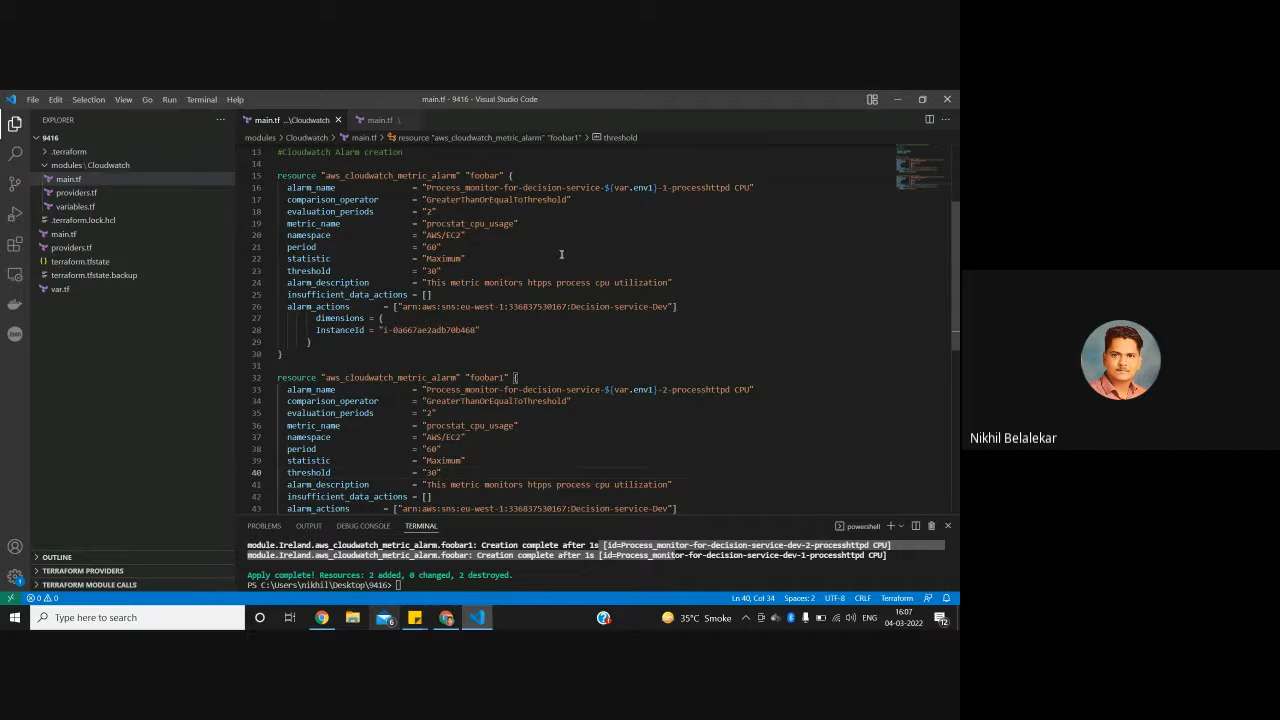 File Edit Selection View Go Run Terminal Help
main.tf - 9416 - Visual Studio Code
EXPLORER
9416
.terraform
modules \ Cloudwatch
main.tf
providers.tf
variables.tf
.terraform.lock.hcl
main.tf
providers.tf
terraform.tfstate
terraform.tfstate.backup
var.tf
OUTLINE
TERRAFORM PROVIDERS
TERRAFORM MODULE CALLS
main.tf ...\Cloudwatch
main.tf .\
modules > Cloudwatch > main.tf > resource "aws_cloudwatch_metric_alarm" "foobar1" > threshold
13 #Cloudwatch Alarm creation
14
15 resource "aws_cloudwatch_metric_alarm" "foobar" {
16 alarm_name = "Process_monitor-for-decision-service-${var.env1}-1-processhttpd CPU"
17 comparison_operator = "GreaterThanOrEqualToThreshold"
18 evaluation_periods = "2"
19 metric_name = "procstat_cpu_usage"
20 namespace = "AWS/EC2"
21 period = "60"
22 statistic = "Maximum"
23 threshold = "30"
24 alarm_description = "This metric monitors htpps process cpu utilization"
25 insufficient_data_actions = []
26 alarm_actions = ["arn:aws:sns:eu-west-1:336837530167:Decision-service-Dev"]
27 dimensions = {
28 InstanceId = "i-0a667ae2adb70b468"
29 }
30 }
31
32 resource "aws_cloudwatch_metric_alarm" "foobar1" {
33 alarm_name = "Process_monitor-for-decision-service-${var.env1}-2-processhttpd CPU"
34 comparison_operator = "GreaterThanOrEqualToThreshold"
35 evaluation_periods = "2"
36 metric_name = "procstat_cpu_usage"
37 namespace = "AWS/EC2"
38 period = "60"
39 statistic = "Maximum"
40 threshold = "30"
41 alarm_description = "This metric monitors htpps process cpu utilization"
42 insufficient_data_actions = []
43 alarm_actions = ["arn:aws:sns:eu-west-1:336837530167:Decision-service-Dev"]
PROBLEMS OUTPUT DEBUG CONSOLE TERMINAL
powershell
module.Ireland.aws_cloudwatch_metric_alarm.foobar1: Creation complete after 1s [id=Process_monitor-for-decision-service-dev-2-processhttpd CPU]
module.Ireland.aws_cloudwatch_metric_alarm.foobar: Creation complete after 1s [id=Process_monitor-for-decision-service-dev-1-processhttpd CPU]
Apply complete! Resources: 2 added, 0 changed, 2 destroyed.
PS C:\Users\nikhil\Desktop\9416>
0 0
Ln 40, Col 34 Spaces: 2 UTF-8 CRLF Terraform
Type here to search
6
35°C Smoke
ENG
16:07
04-03-2022
12
Nikhil Belalekar